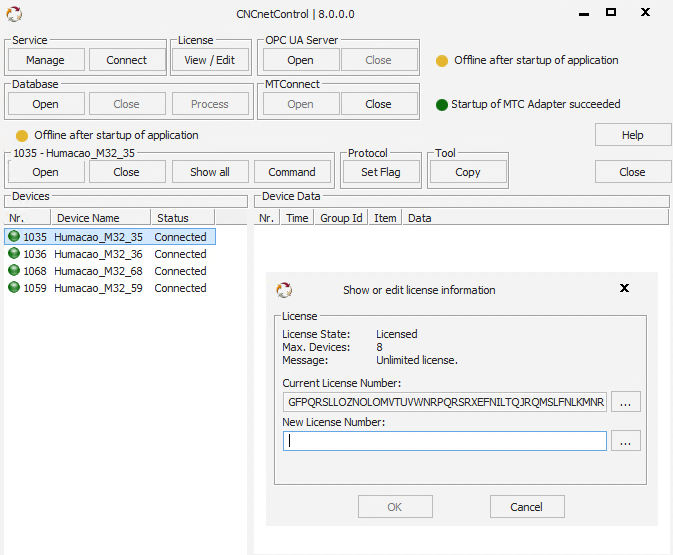 CNCnetControl | 8.0.0.0
Service
License
OPC UA Server
Manage
Connect
View / Edit
Open
Close
Offline after startup of application
Database
MTConnect
Open
Close
Process
Open
Close
Startup of MTC Adapter succeeded
Offline after startup of application
Help
1035 - Humacao_M32_35
Protocol
Tool
Open
Close
Show all
Command
Set Flag
Copy
Close
Devices
Device Data
Nr. Device Name Status
Nr. Time Group Id Item Data
1035 Humacao_M32_35 Connected
1036 Humacao_M32_36 Connected
1068 Humacao_M32_68 Connected
1059 Humacao_M32_59 Connected
Show or edit license information
License
License State: Licensed
Max. Devices: 8
Message: Unlimited license.
Current License Number:
GFPQRSLLOZNOLOMVTUVWNRPQRSRXEFNILTQJRQMSLFNLKMNR
...
New License Number:
...
OK
Cancel